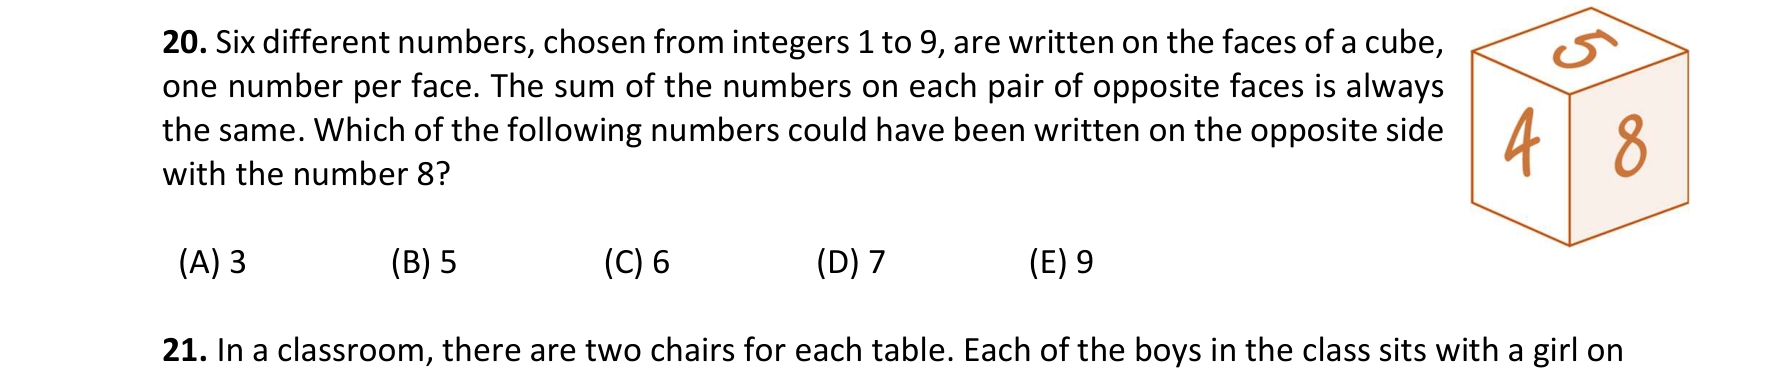 20. Six different numbers, chosen from integers 1 to 9, are written on the faces of a cube,
one number per face. The sum of the numbers on each pair of opposite faces is always
the same. Which of the following numbers could have been written on the opposite side
with the number 8?
5
4 8
(A) 3 (B) 5 (C) 6 (D) 7 (E) 9
21. In a classroom, there are two chairs for each table. Each of the boys in the class sits with a girl on